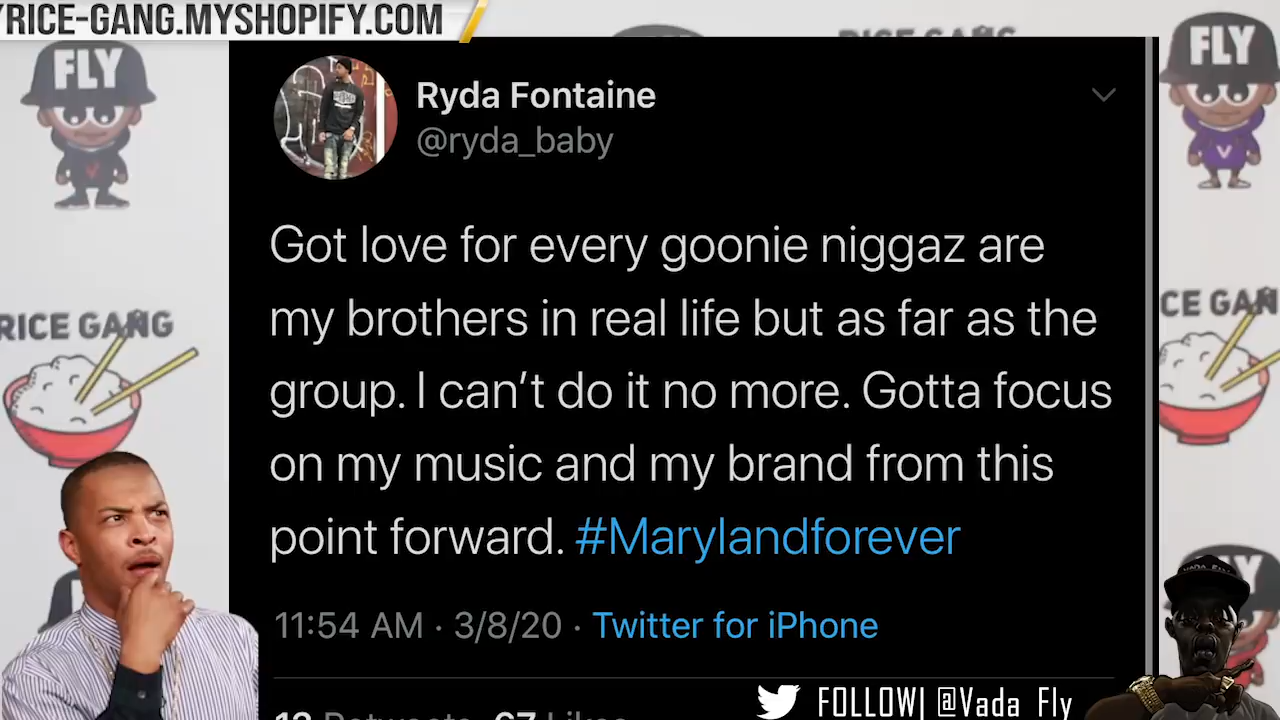 YRICE-GANG.MYSHOPIFY.COM
FLY
FLY
Ryda Fontaine
@ryda_baby
Got love for every goonie niggaz are
my brothers in real life but as far as the
group. I can't do it no more. Gotta focus
on my music and my brand from this
point forward. #Marylandforever
RICE GANG
CE GAN
11:54 AM · 3/8/20 · Twitter for iPhone
FOLLOW| @Vada_Fly